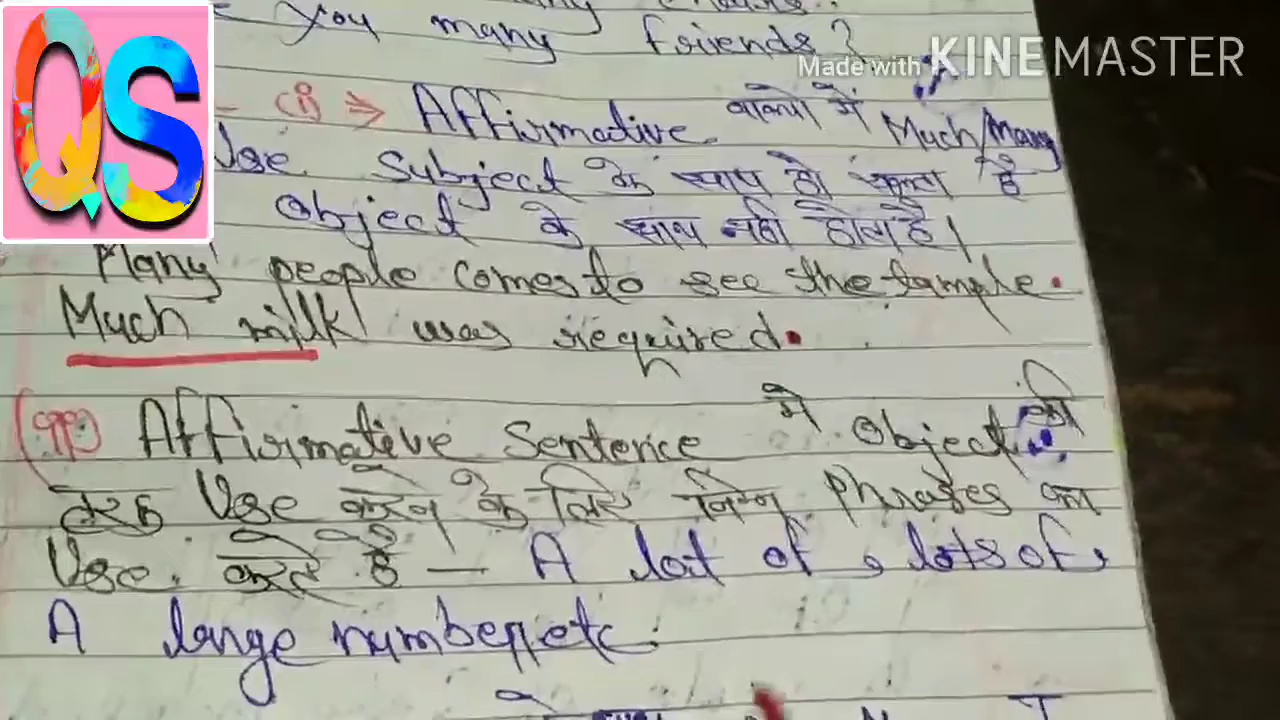 you many friends?
Made with KINEMASTER
QS
(i) ⇒ Affirmative वाक्यो में Much/Many
Use Subject के साथ हो सकता है
Object के साथ नही होता है।
Many people comes to see the temple.
Much milk was required.
Affirmative Sentence में Object की
तरफ Use करने के लिए निम्न Phrases का
Use करते है — A lot of, lots of,
A large number, etc.